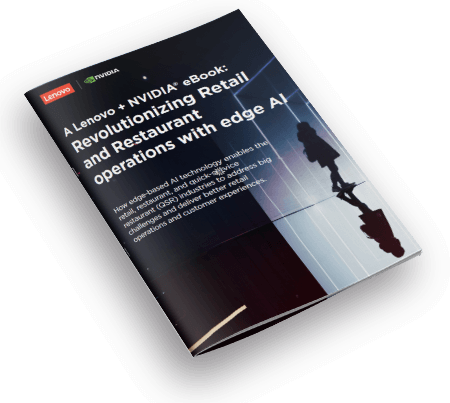 Lenovo
NVIDIA
A Lenovo + NVIDIA® eBook:
Revolutionizing Retail
and Restaurant
operations with edge AI
How edge-based AI technology enables the
retail, restaurant, and quick-service
restaurant (QSR) industries to address big
challenges and deliver better retail
operations and customer experiences.